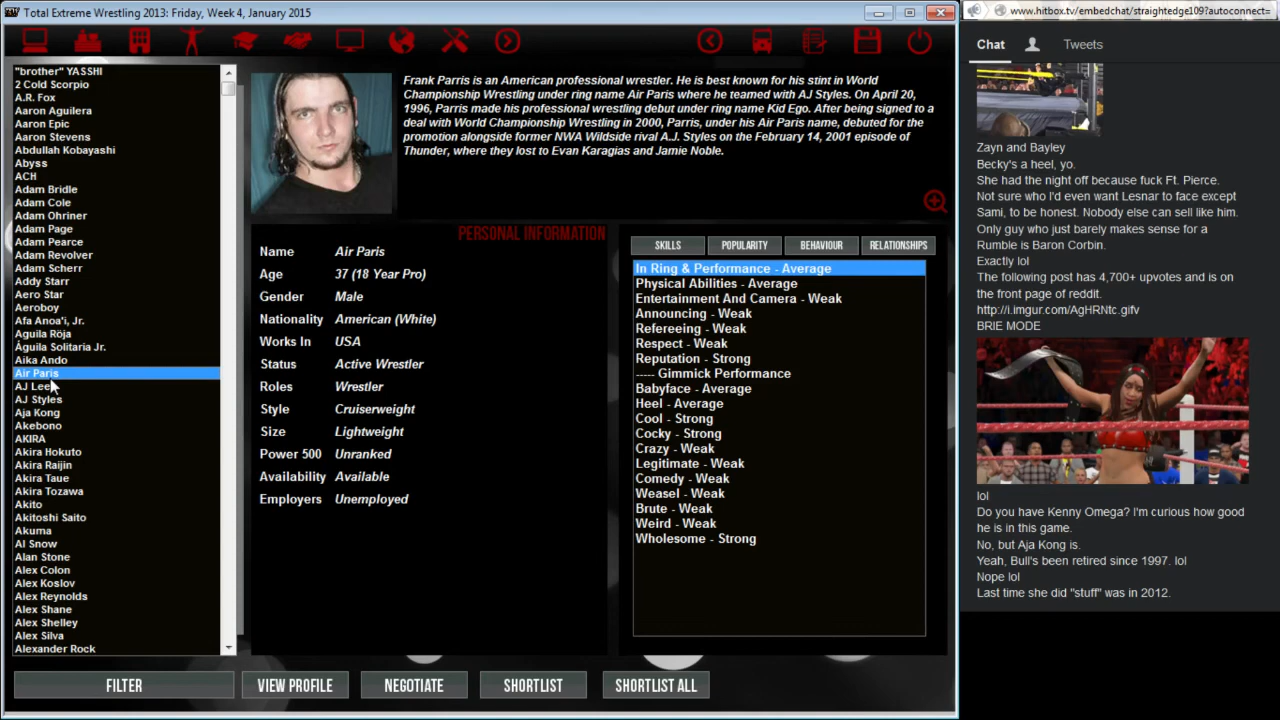 Total Extreme Wrestling 2013: Friday, Week 4, January 2015
"brother" YASSHI
2 Cold Scorpio
A.R. Fox
Aaron Aguilera
Aaron Epic
Aaron Stevens
Abdullah Kobayashi
Abyss
ACH
Adam Bridle
Adam Cole
Adam Ohriner
Adam Page
Adam Pearce
Adam Revolver
Adam Scherr
Addy Starr
Aero Star
Aeroboy
Afa Anoa'i, Jr.
Aguila Röja
Águila Solitaria Jr.
Aika Ando
Air Paris
AJ Lee
AJ Styles
Aja Kong
Akebono
AKIRA
Akira Hokuto
Akira Raijin
Akira Taue
Akira Tozawa
Akito
Akitoshi Saito
Akuma
Al Snow
Alan Stone
Alex Colon
Alex Koslov
Alex Reynolds
Alex Shane
Alex Shelley
Alex Silva
Alexander Rock
Frank Parris is an American professional wrestler. He is best known for his stint in World
Championship Wrestling under ring name Air Paris where he teamed with AJ Styles. On April 20,
1996, Parris made his professional wrestling debut under ring name Kid Ego. After being signed to a
deal with World Championship Wrestling in 2000, Parris, under his Air Paris name, debuted for the
promotion alongside former NWA Wildside rival A.J. Styles on the February 14, 2001 episode of
Thunder, where they lost to Evan Karagias and Jamie Noble.
PERSONAL INFORMATION
Name Air Paris
Age 37 (18 Year Pro)
Gender Male
Nationality American (White)
Works In USA
Status Active Wrestler
Roles Wrestler
Style Cruiserweight
Size Lightweight
Power 500 Unranked
Availability Available
Employers Unemployed
SKILLS POPULARITY BEHAVIOUR RELATIONSHIPS
In Ring & Performance - Average
Physical Abilities - Average
Entertainment And Camera - Weak
Announcing - Weak
Refereeing - Weak
Respect - Weak
Reputation - Strong
----- Gimmick Performance
Babyface - Average
Heel - Average
Cool - Strong
Cocky - Strong
Crazy - Weak
Legitimate - Weak
Comedy - Weak
Weasel - Weak
Brute - Weak
Weird - Weak
Wholesome - Strong
FILTER VIEW PROFILE NEGOTIATE SHORTLIST SHORTLIST ALL
www.hitbox.tv/embedchat/straightedge109?autoconnect=
Chat Tweets
Zayn and Bayley
Becky's a heel, yo.
She had the night off because fuck Ft. Pierce.
Not sure who I'd even want Lesnar to face except
Sami, to be honest. Nobody else can sell like him.
Only guy who just barely makes sense for a
Rumble is Baron Corbin.
Exactly lol
The following post has 4,700+ upvotes and is on
the front page of reddit.
http://i.imgur.com/AgHRNtc.gifv
BRIE MODE
lol
Do you have Kenny Omega? I'm curious how good
he is in this game.
No, but Aja Kong is.
Yeah, Bull's been retired since 1997. lol
Nope lol
Last time she did "stuff" was in 2012.